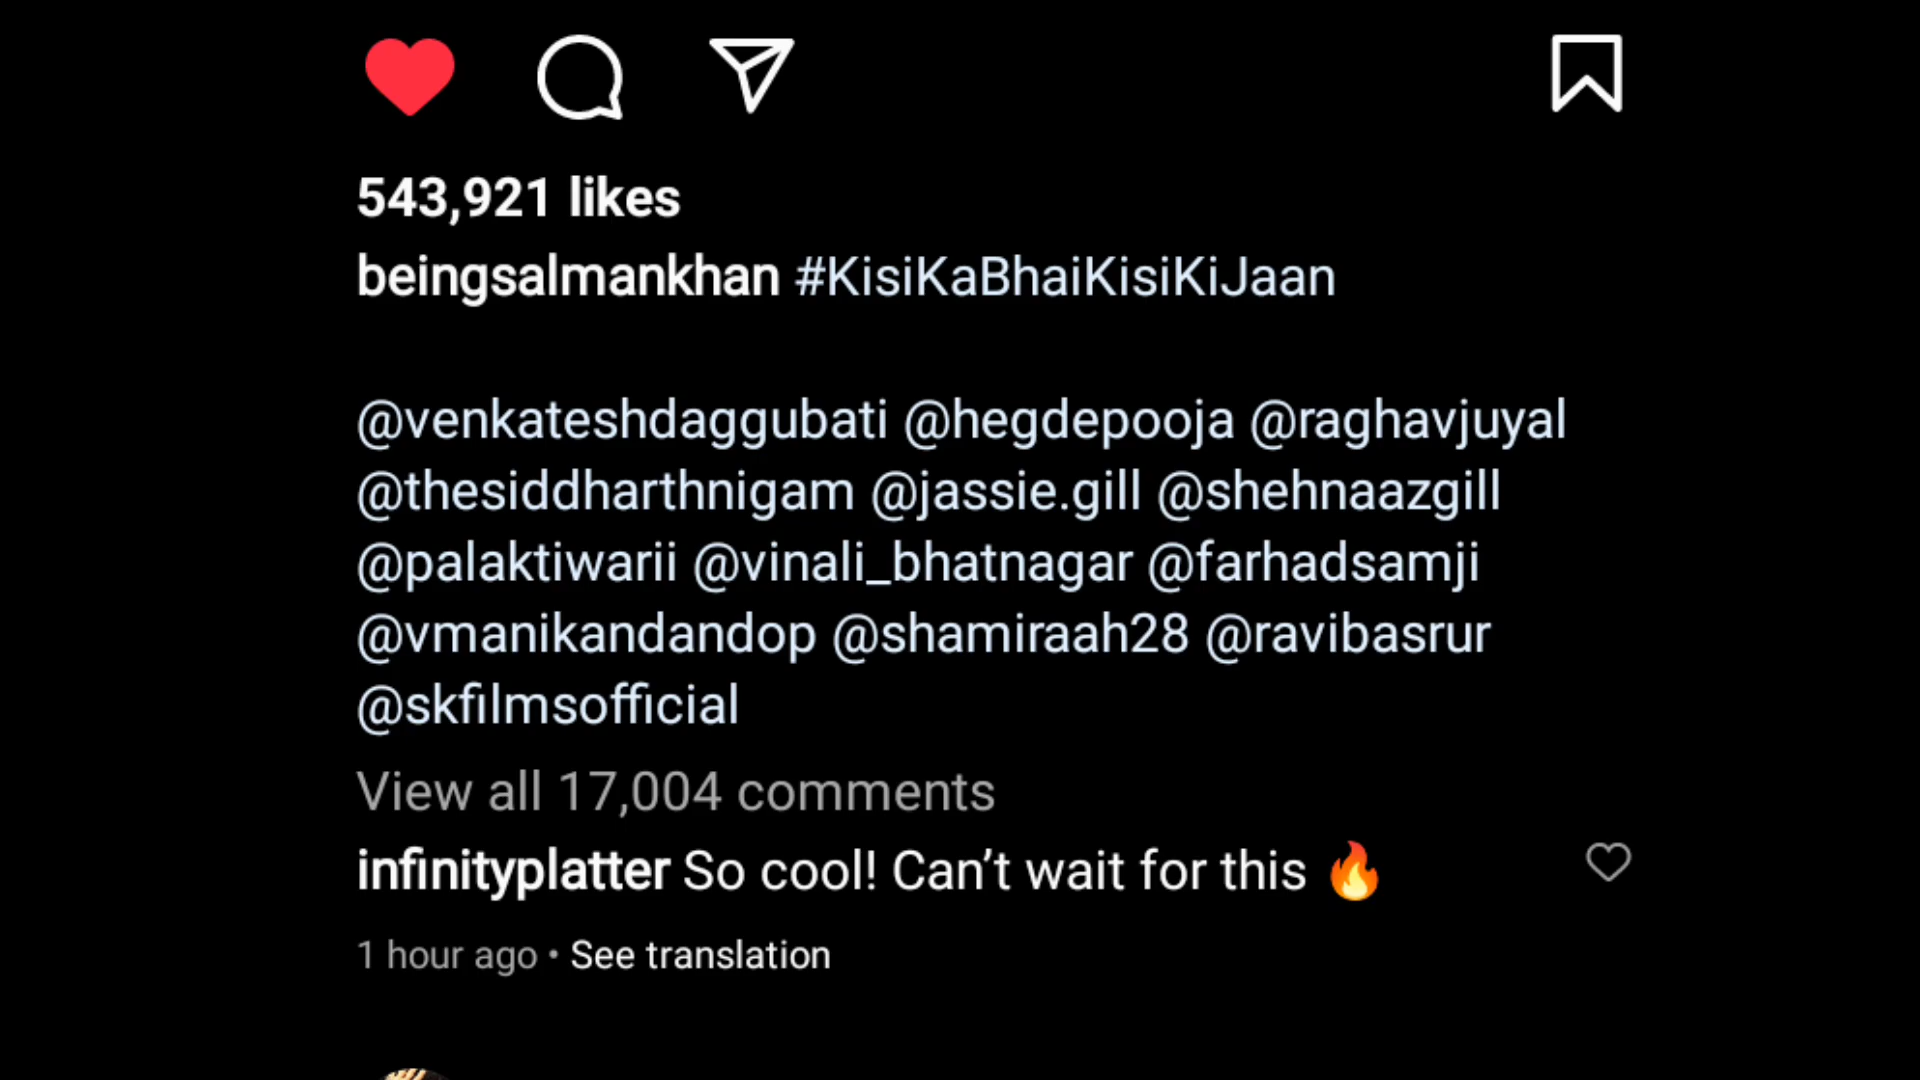 543,921 likes
beingsalmankhan #KisiKaBhaiKisiKiJaan
@venkateshdaggubati @hegdepooja @raghavjuyal
@thesiddharthnigam @jassie.gill @shehnaazgill
@palaktiwarii @vinali_bhatnagar @farhadsamji
@vmanikandandop @shamiraah28 @ravibasrur
@skfilmsofficial
View all 17,004 comments
infinityplatter So cool! Can’t wait for this 🔥
1 hour ago • See translation